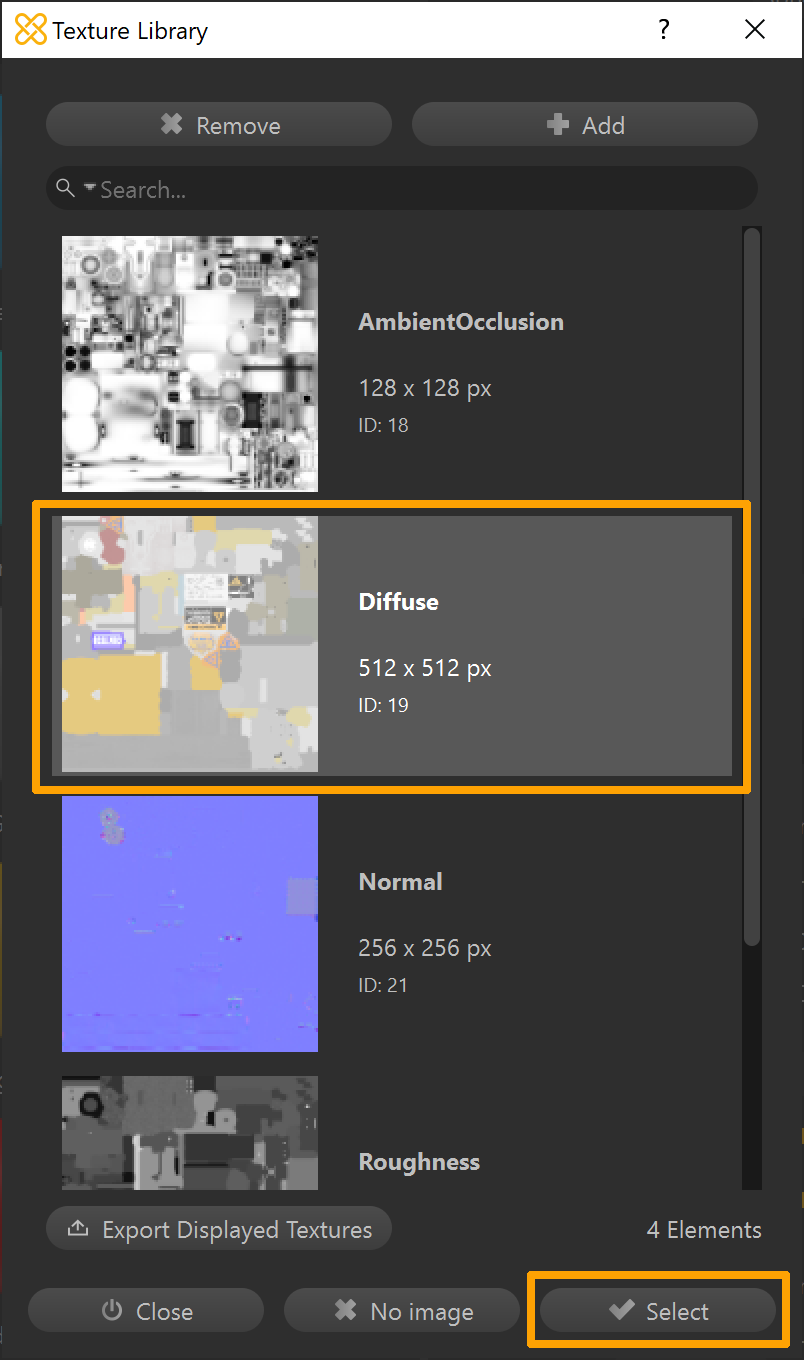 Texture Library
?
Remove
Add
Search...
AmbientOcclusion
128 x 128 px
ID: 18
Diffuse
512 x 512 px
ID: 19
Normal
256 x 256 px
ID: 21
Roughness
Export Displayed Textures
4 Elements
Close
No image
Select